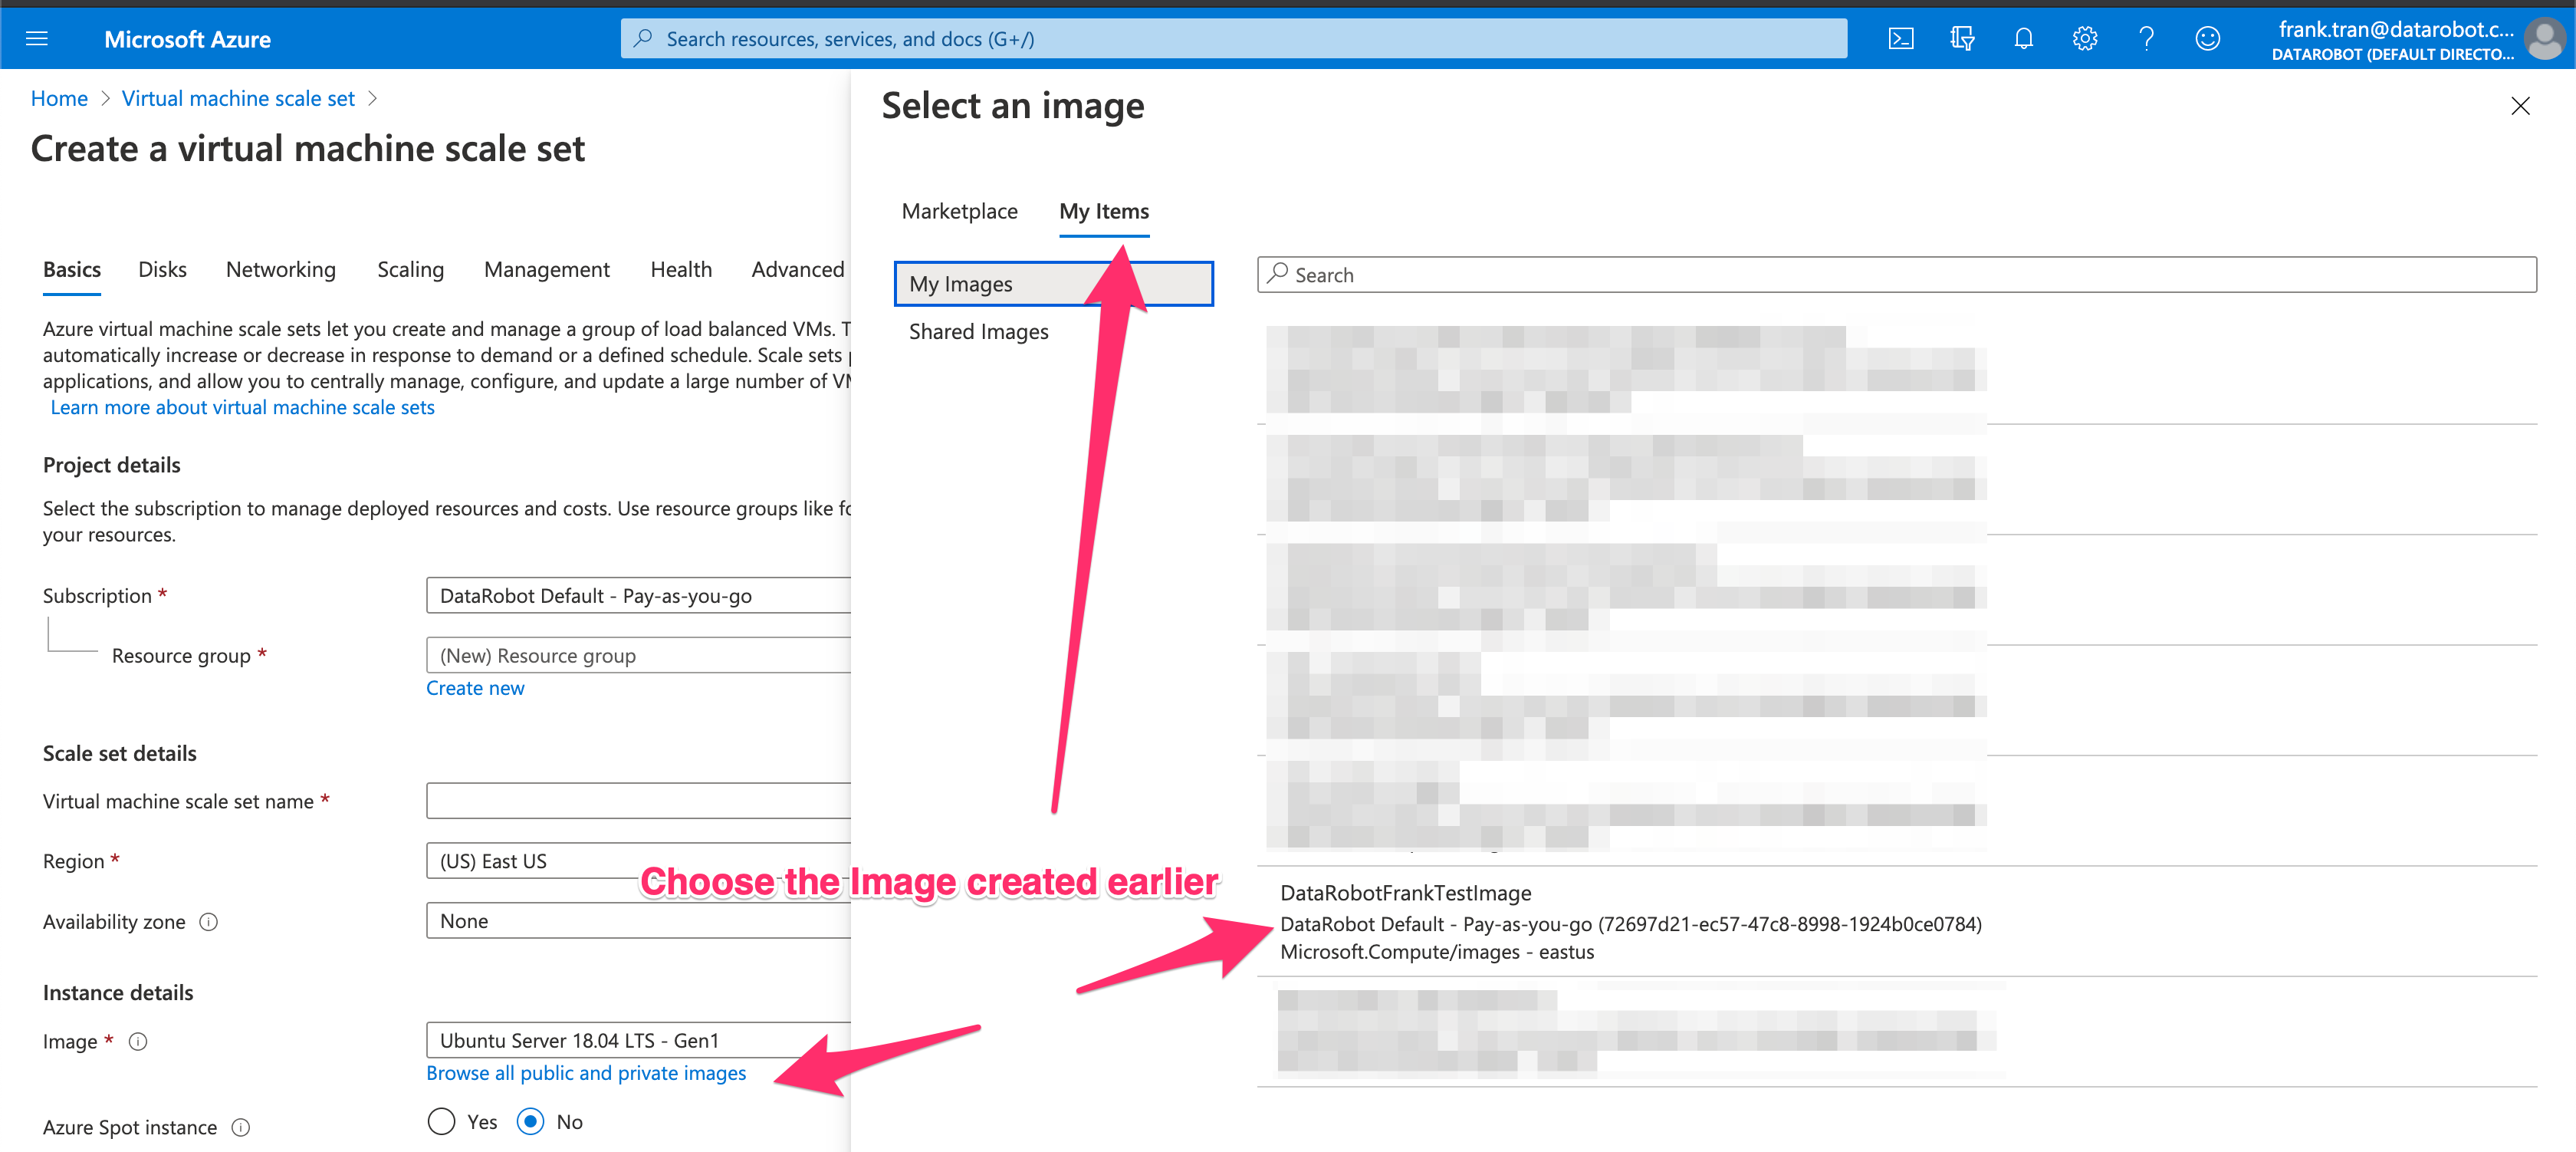 Microsoft Azure
Search resources, services, and docs (G+/)
frank.tran@datarobot.c...
DATAROBOT (DEFAULT DIRECTO...
Home > Virtual machine scale set >
Create a virtual machine scale set
Basics Disks Networking Scaling Management Health Advanced
Azure virtual machine scale sets let you create and manage a group of load balanced VMs. T
automatically increase or decrease in response to demand or a defined schedule. Scale sets
applications, and allow you to centrally manage, configure, and update a large number of VM
Learn more about virtual machine scale sets
Project details
Select the subscription to manage deployed resources and costs. Use resource groups like fo
your resources.
Subscription *
DataRobot Default - Pay-as-you-go
Resource group *
(New) Resource group
Create new
Scale set details
Virtual machine scale set name *
Region *
(US) East US
Availability zone
None
Instance details
Image *
Ubuntu Server 18.04 LTS - Gen1
Browse all public and private images
Azure Spot instance
Yes No
Select an image
Marketplace My Items
My Images
Shared Images
Search
Choose the Image created earlier
DataRobotFrankTestImage
DataRobot Default - Pay-as-you-go (72697d21-ec57-47c8-8998-1924b0ce0784)
Microsoft.Compute/images - eastus